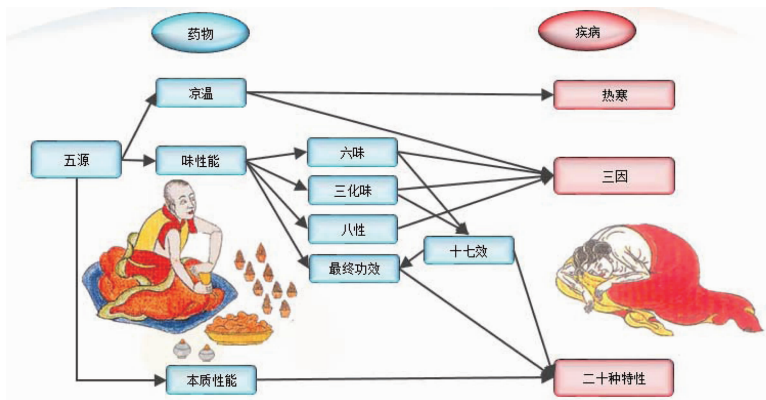 药物
疾病
凉温
热寒
五源
味性能
六味
三因
三化味
八性
十七效
最终功效
本质性能
二十种特性